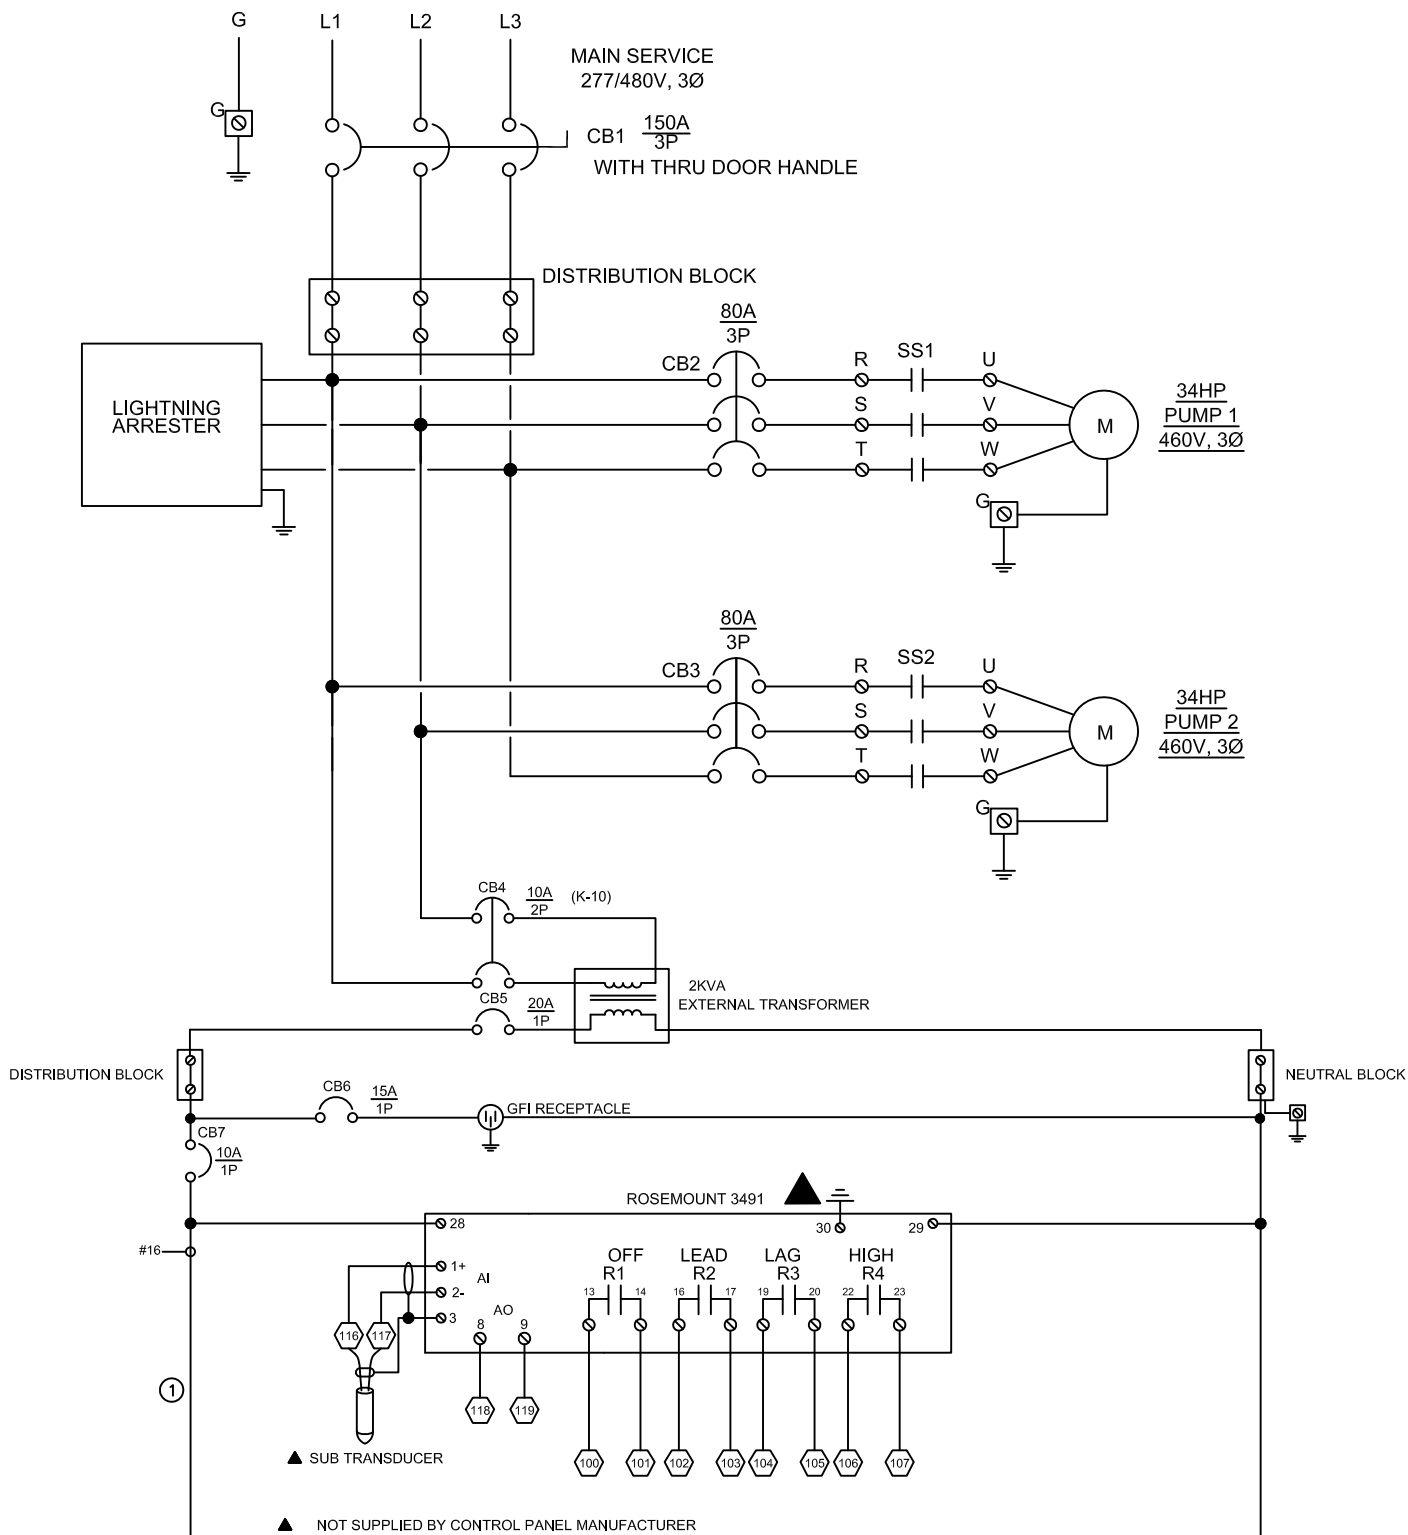 G L1 L2 L3
MAIN SERVICE
277/480V, 3Ø
G
CB1 150A
3P
WITH THRU DOOR HANDLE
DISTRIBUTION BLOCK
LIGHTNING
ARRESTER
80A
3P
CB2
R SS1 U
S V
T W
M
34HP
PUMP 1
460V, 3Ø
G
80A
3P
CB3
R SS2 U
S V
T W
M
34HP
PUMP 2
460V, 3Ø
G
CB4 10A (K-10)
2P
CB5 20A
1P
2KVA
EXTERNAL TRANSFORMER
DISTRIBUTION BLOCK
NEUTRAL BLOCK
CB6 15A
1P
GFI RECEPTACLE
CB7
10A
1P
ROSEMOUNT 3491
28 30 29
#16
1+
AI
2-
3
AO
8 9
OFF LEAD LAG HIGH
R1 R2 R3 R4
13 14 16 17 19 20 22 23
116 117
1
118 119
100 101 102 103 104 105 106 107
SUB TRANSDUCER
NOT SUPPLIED BY CONTROL PANEL MANUFACTURER